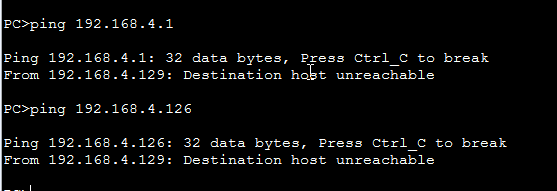 PC>ping 192.168.4.1
Ping 192.168.4.1: 32 data bytes, Press Ctrl_C to break
From 192.168.4.129: Destination host unreachable
PC>ping 192.168.4.126
Ping 192.168.4.126: 32 data bytes, Press Ctrl_C to break
From 192.168.4.129: Destination host unreachable